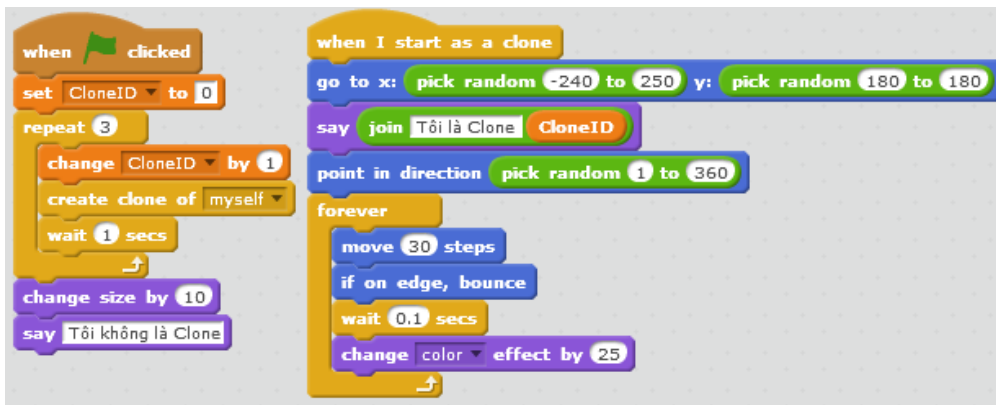 when clicked
set CloneID to 0
repeat 3
change CloneID by 1
create clone of myself
wait 1 secs
change size by 10
say Tôi không là Clone
when I start as a clone
go to x: pick random -240 to 250 y: pick random 180 to 180
say join Tôi là Clone CloneID
point in direction pick random 1 to 360
forever
move 30 steps
if on edge, bounce
wait 0.1 secs
change color effect by 25